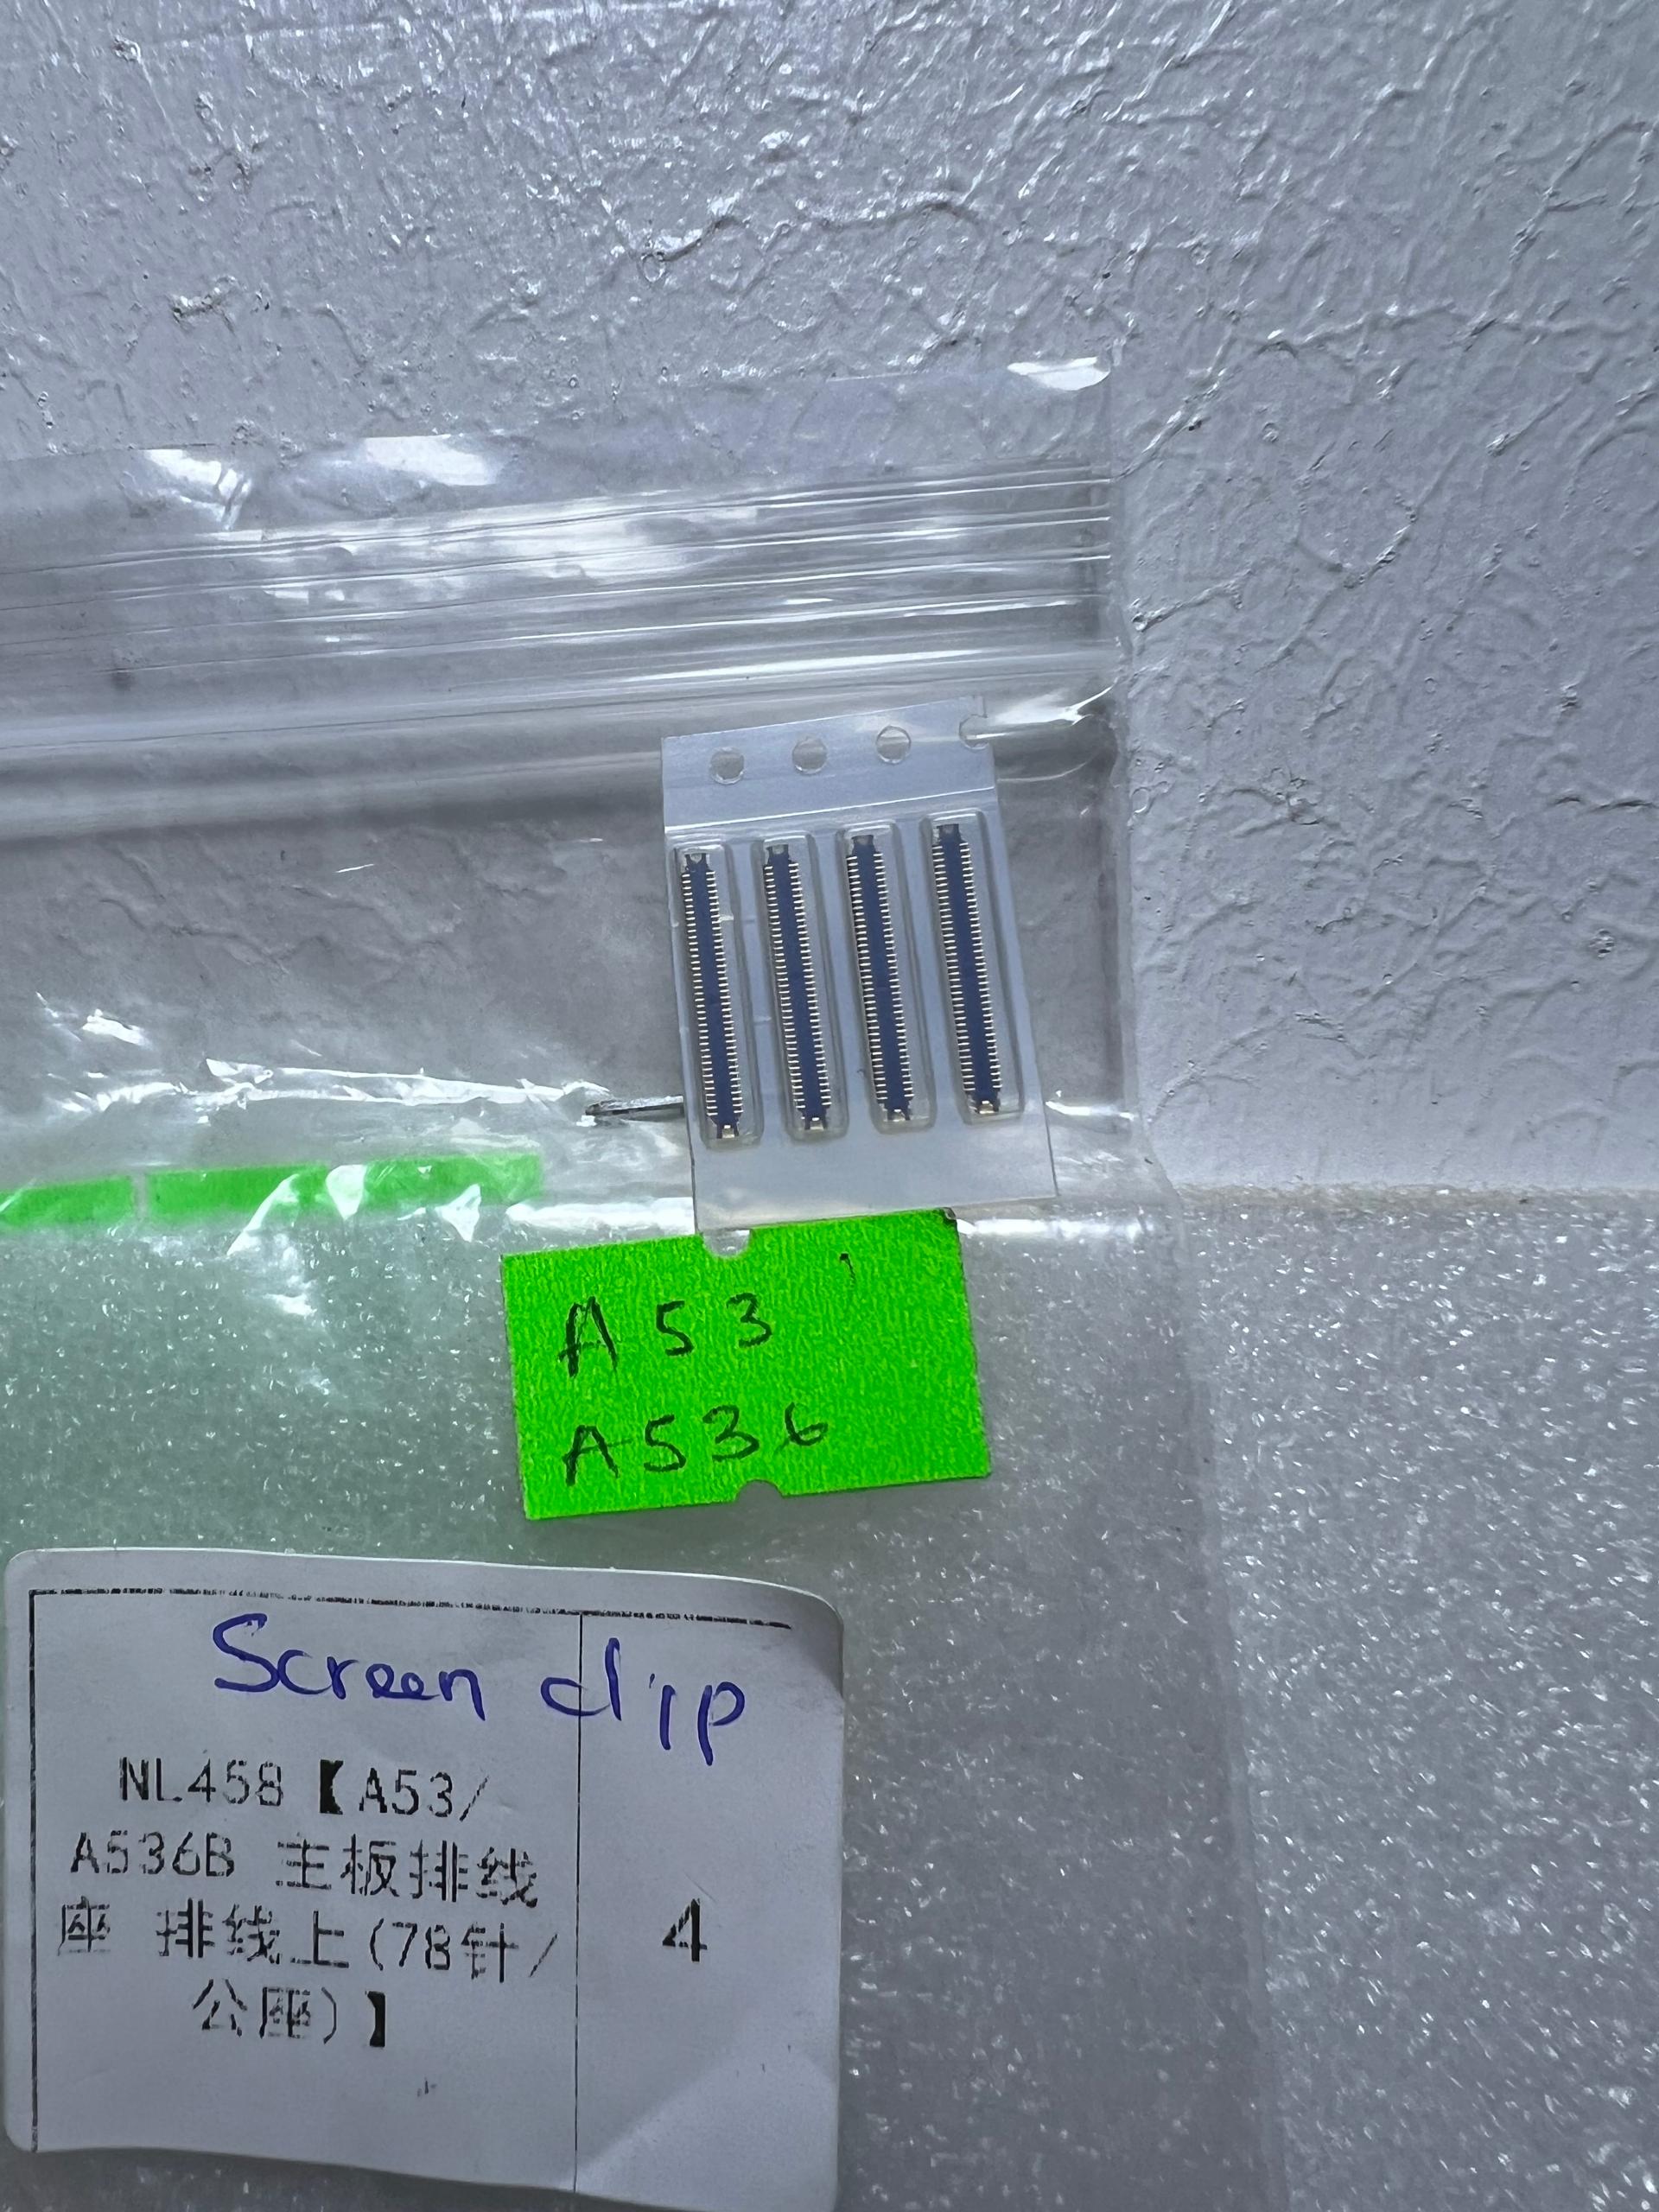 A53
A536
Screen clip
NL458【A53/
A536B 主板排线
座 排线上(78针/
公座)】
4